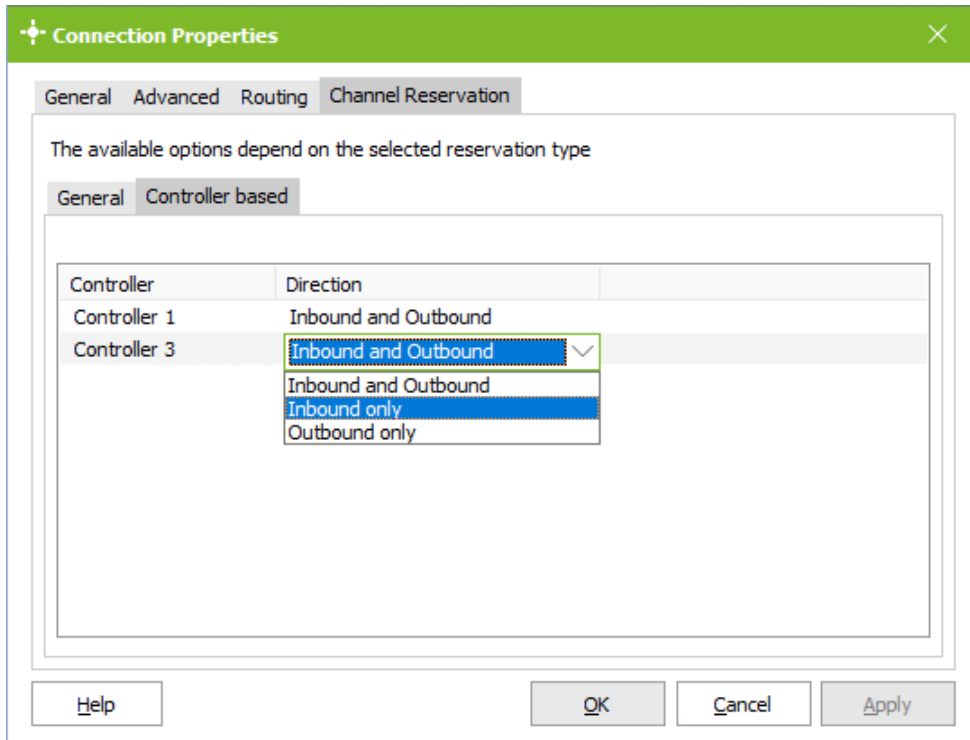 Connection Properties
General Advanced Routing Channel Reservation
The available options depend on the selected reservation type
General Controller based
Controller Direction
Controller 1 Inbound and Outbound
Controller 3 Inbound and Outbound
Inbound and Outbound
Inbound only
Outbound only
Help OK Cancel Apply